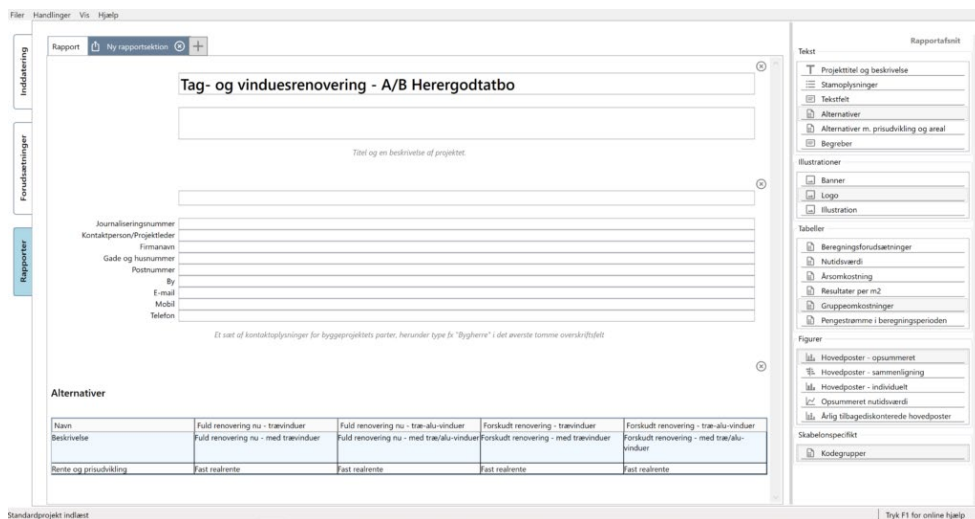 Filer Handlinger Vis Hjælp
Inddatering
Forudsætninger
Rapporter
Rapport Ny rapportsektion
Tag- og vinduesrenovering - A/B Herergodtatbo
Titel og en beskrivelse af projektet.
Journaliseringsnummer
Kontaktperson/Projektleder
Firmanavn
Gade og husnummer
Postnummer
By
E-mail
Mobil
Telefon
Et sæt af kontaktoplysninger for byggeprojektets parter, herunder type fx "Bygherre" i det øverste tomme overskriftsfelt
Alternativer
Navn Fuld renovering nu - trævinduer Fuld renovering nu - træ-alu-vinduer Forskudt renovering - trævinduer Forskudt renovering - træ-alu-vinduer
Beskrivelse Fuld renovering nu - med trævinduer Fuld renovering nu - med træ/alu-vinduer Forskudt renovering - med trævinduer Forskudt renovering - med træ/alu-
vinduer
Rente og prisudvikling Fast realrente Fast realrente Fast realrente Fast realrente
Rapportafsnit
Tekst
Projekttitel og beskrivelse
Stamoplysninger
Tekstfelt
Alternativer
Alternativer m. prisudvikling og areal
Begreber
Illustrationer
Banner
Logo
Illustration
Tabeller
Beregningsforudsætninger
Nutidsværdi
Årsomkostning
Resultater per m2
Gruppeomkostninger
Pengestrømme i beregningsperioden
Figurer
Hovedposter - opsummeret
Hovedposter - sammenligning
Hovedposter - individuelt
Opsummeret nutidsværdi
Årlig tilbagediskonterede hovedposter
Skabelonspecifikt
Kodegrupper
Standardprojekt indlæst
Tryk F1 for online hjælp